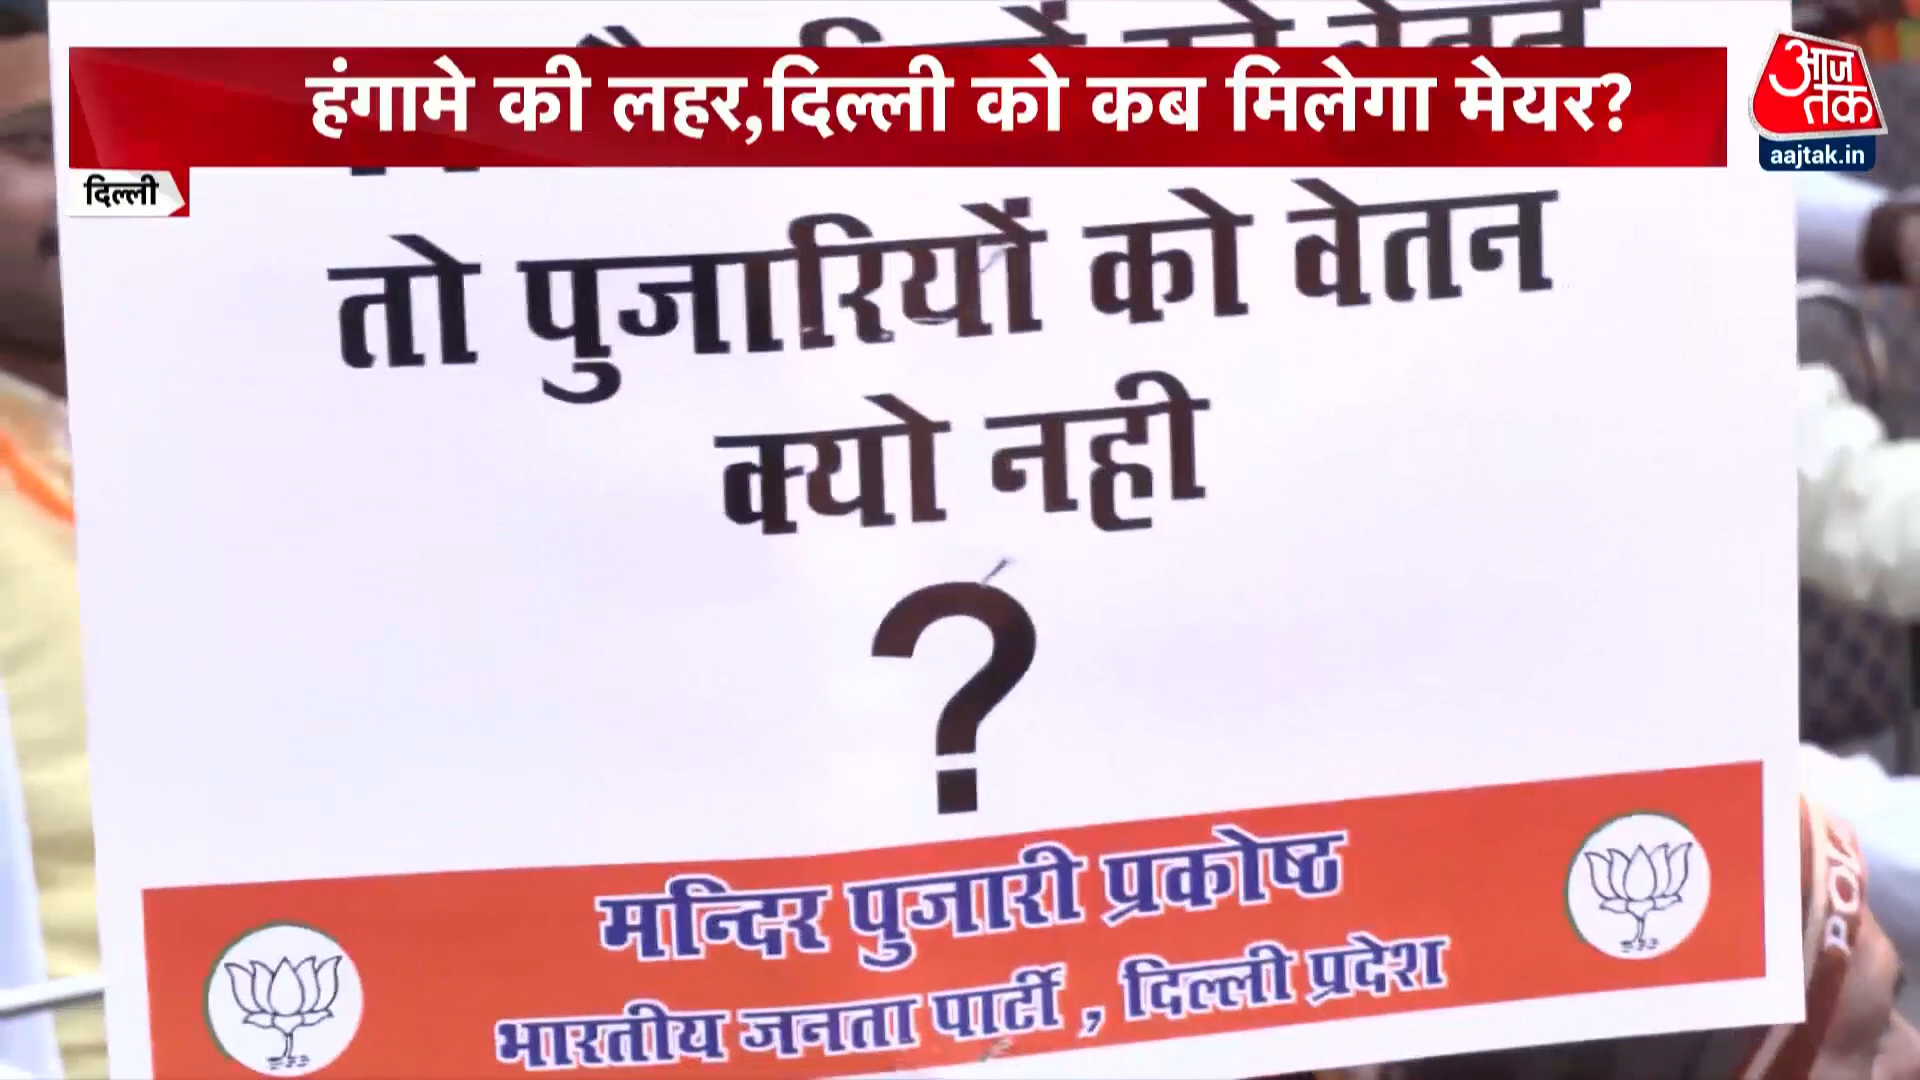 हंगामे की लहर,दिल्ली को कब मिलेगा मेयर?
आज
तक
aajtak.in
दिल्ली
तो पुजारियों को वेतन
क्यो नही
?
मन्दिर पुजारी प्रकोष्ठ
भारतीय जनता पार्टी , दिल्ली प्रदेश